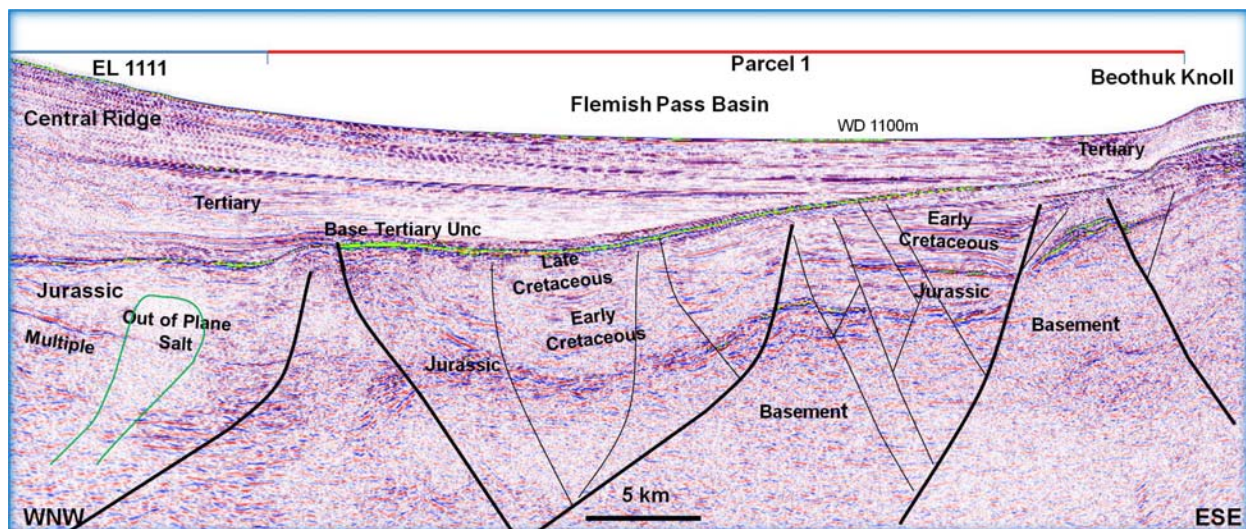 EL 1111
Parcel 1
Beothuk Knoll
Central Ridge
Flemish Pass Basin
WD 1100m
Tertiary
Tertiary
Base Tertiary Unc
Early
Cretaceous
Late
Cretaceous
Jurassic
Jurassic
Out of Plane
Salt
Multiple
Early
Cretaceous
Basement
Jurassic
Basement
5 km
WNW
ESE